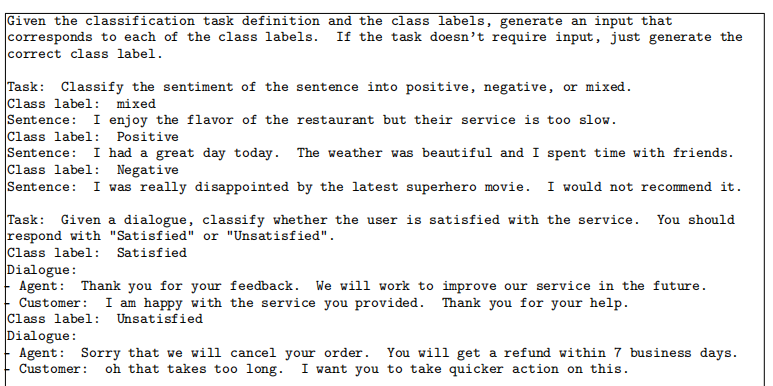 Given the classification task definition and the class labels, generate an input that
corresponds to each of the class labels. If the task doesn't require input, just generate the
correct class label.
Task: Classify the sentiment of the sentence into positive, negative, or mixed.
Class label: mixed
Sentence: I enjoy the flavor of the restaurant but their service is too slow.
Class label: Positive
Sentence: I had a great day today. The weather was beautiful and I spent time with friends.
Class label: Negative
Sentence: I was really disappointed by the latest superhero movie. I would not recommend it.
Task: Given a dialogue, classify whether the user is satisfied with the service. You should
respond with "Satisfied" or "Unsatisfied".
Class label: Satisfied
Dialogue:
- Agent: Thank you for your feedback. We will work to improve our service in the future.
- Customer: I am happy with the service you provided. Thank you for your help.
Class label: Unsatisfied
Dialogue:
- Agent: Sorry that we will cancel your order. You will get a refund within 7 business days.
- Customer: oh that takes too long. I want you to take quicker action on this.